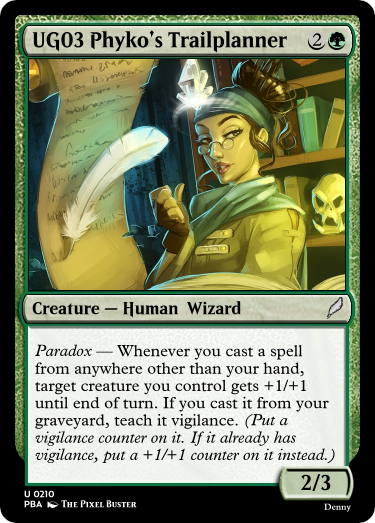 UG03 Phyko's Trailplanner 2
Creature — Human Wizard
Paradox — Whenever you cast a spell
from anywhere other than your hand,
target creature you control gets +1/+1
until end of turn. If you cast it from your
graveyard, teach it vigilance. (Put a
vigilance counter on it. If it already has
vigilance, put a +1/+1 counter on it instead.)
2/3
U 0210
PBA The Pixel Buster
Denny